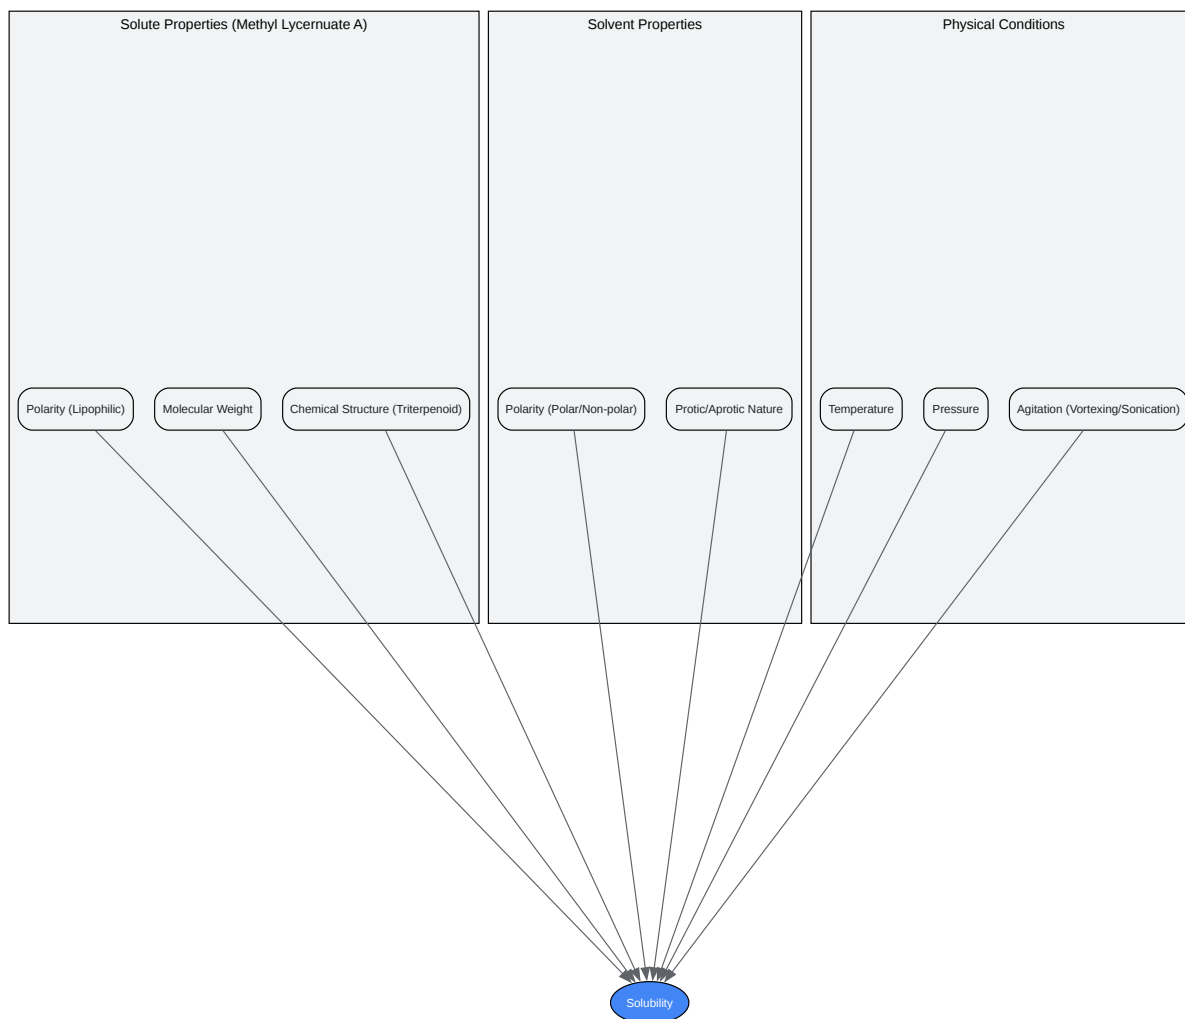 Solute Properties (Methyl Lycernuate A)
Solvent Properties
Physical Conditions
Polarity (Lipophilic)
Molecular Weight
Chemical Structure (Triterpenoid)
Polarity (Polar/Non-polar)
Protic/Aprotic Nature
Temperature
Pressure
Agitation (Vortexing/Sonication)
Solubility